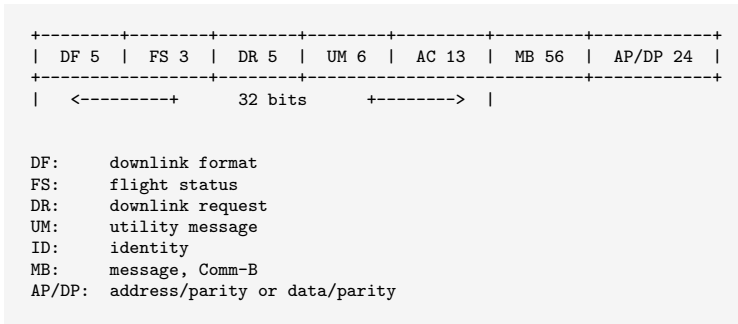 +--------+--------+--------+--------+---------+---------+------------+
|  DF 5  |  FS 3  |  DR 5  |  UM 6  |  AC 13  |  MB 56  |  AP/DP 24  |
+-----------------+--------+--------------------------+-+------------+
|   <---------+      32 bits      +-------->  |
DF:     downlink format
FS:     flight status
DR:     downlink request
UM:     utility message
ID:     identity
MB:     message, Comm-B
AP/DP:  address/parity or data/parity